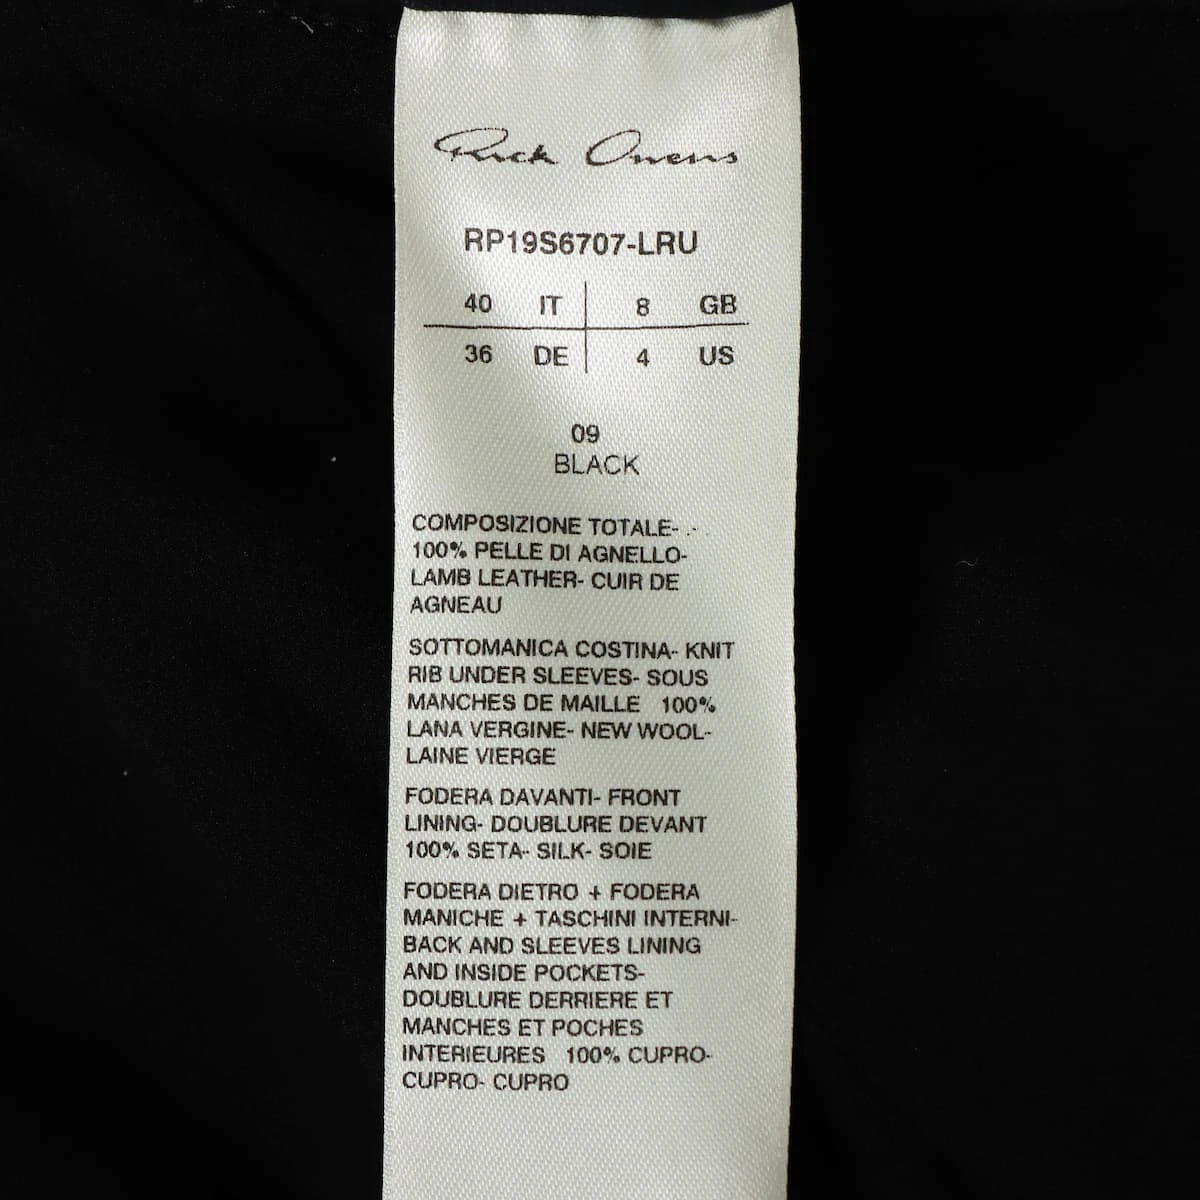 Rick Owens
RP19S6707-LRU
40 IT 8 GB
36 DE 4 US
09
BLACK
COMPOSIZIONE TOTALE-
100% PELLE DI AGNELLO-
LAMB LEATHER- CUIR DE
AGNEAU
SOTTOMANICA COSTINA- KNIT
RIB UNDER SLEEVES- SOUS
MANCHES DE MAILLE 100%
LANA VERGINE- NEW WOOL-
LAINE VIERGE
FODERA DAVANTI- FRONT
LINING- DOUBLURE DEVANT
100% SETA- SILK- SOIE
FODERA DIETRO + FODERA
MANICHE + TASCHINI INTERNI-
BACK AND SLEEVES LINING
AND INSIDE POCKETS-
DOUBLURE DERRIERE ET
MANCHES ET POCHES
INTERIEURES 100% CUPRO-
CUPRO- CUPRO